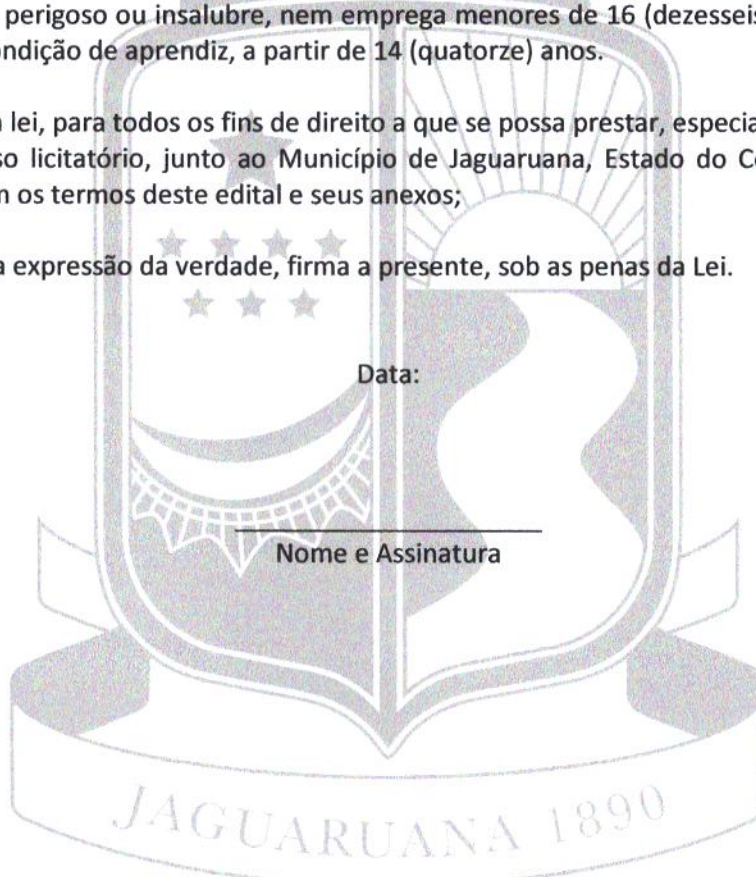 perigoso ou insalubre, nem emprega menores de 16 (dezesseis
ndição de aprendiz, a partir de 14 (quatorze) anos.
lei, para todos os fins de direito a que se possa prestar, especia
so licitatório, junto ao Município de Jaguaruana, Estado do C
os termos deste edital e seus anexos;
a expressão da verdade, firma a presente, sob as penas da Lei.
Data:
Nome e Assinatura
JAGUARUANA 1890